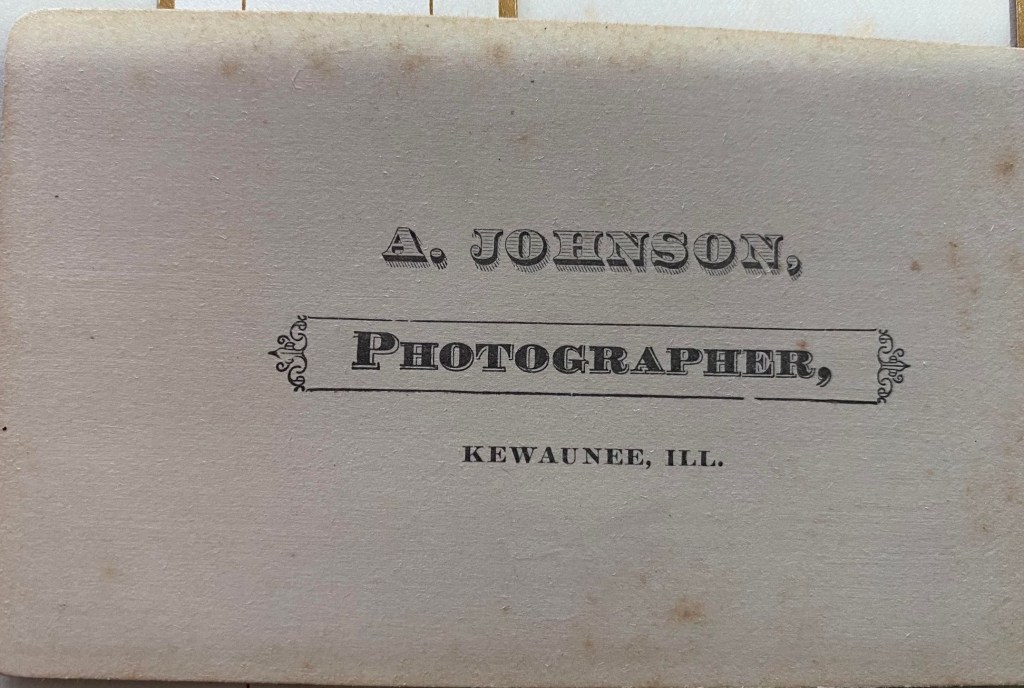 A. JOHNSON,
PHOTOGRAPHER,
KEWAUNEE, ILL.